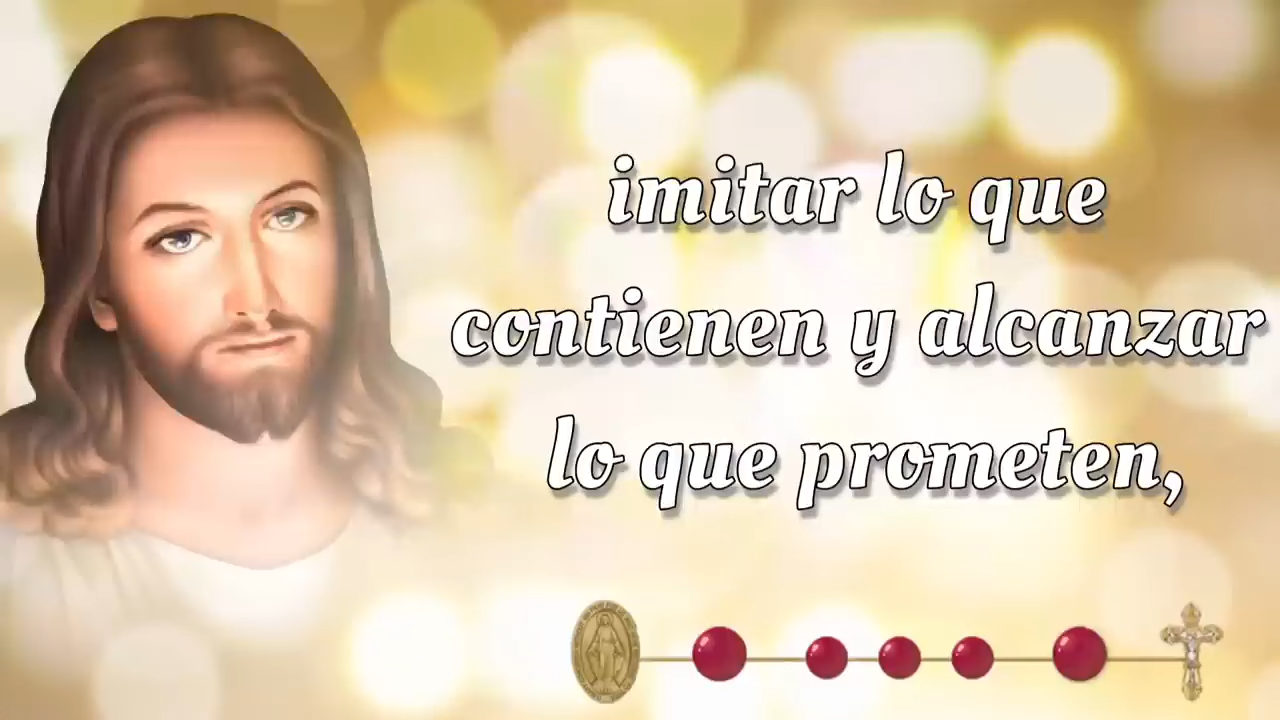 imitar lo que
contienen y alcanzar
lo que prometen,